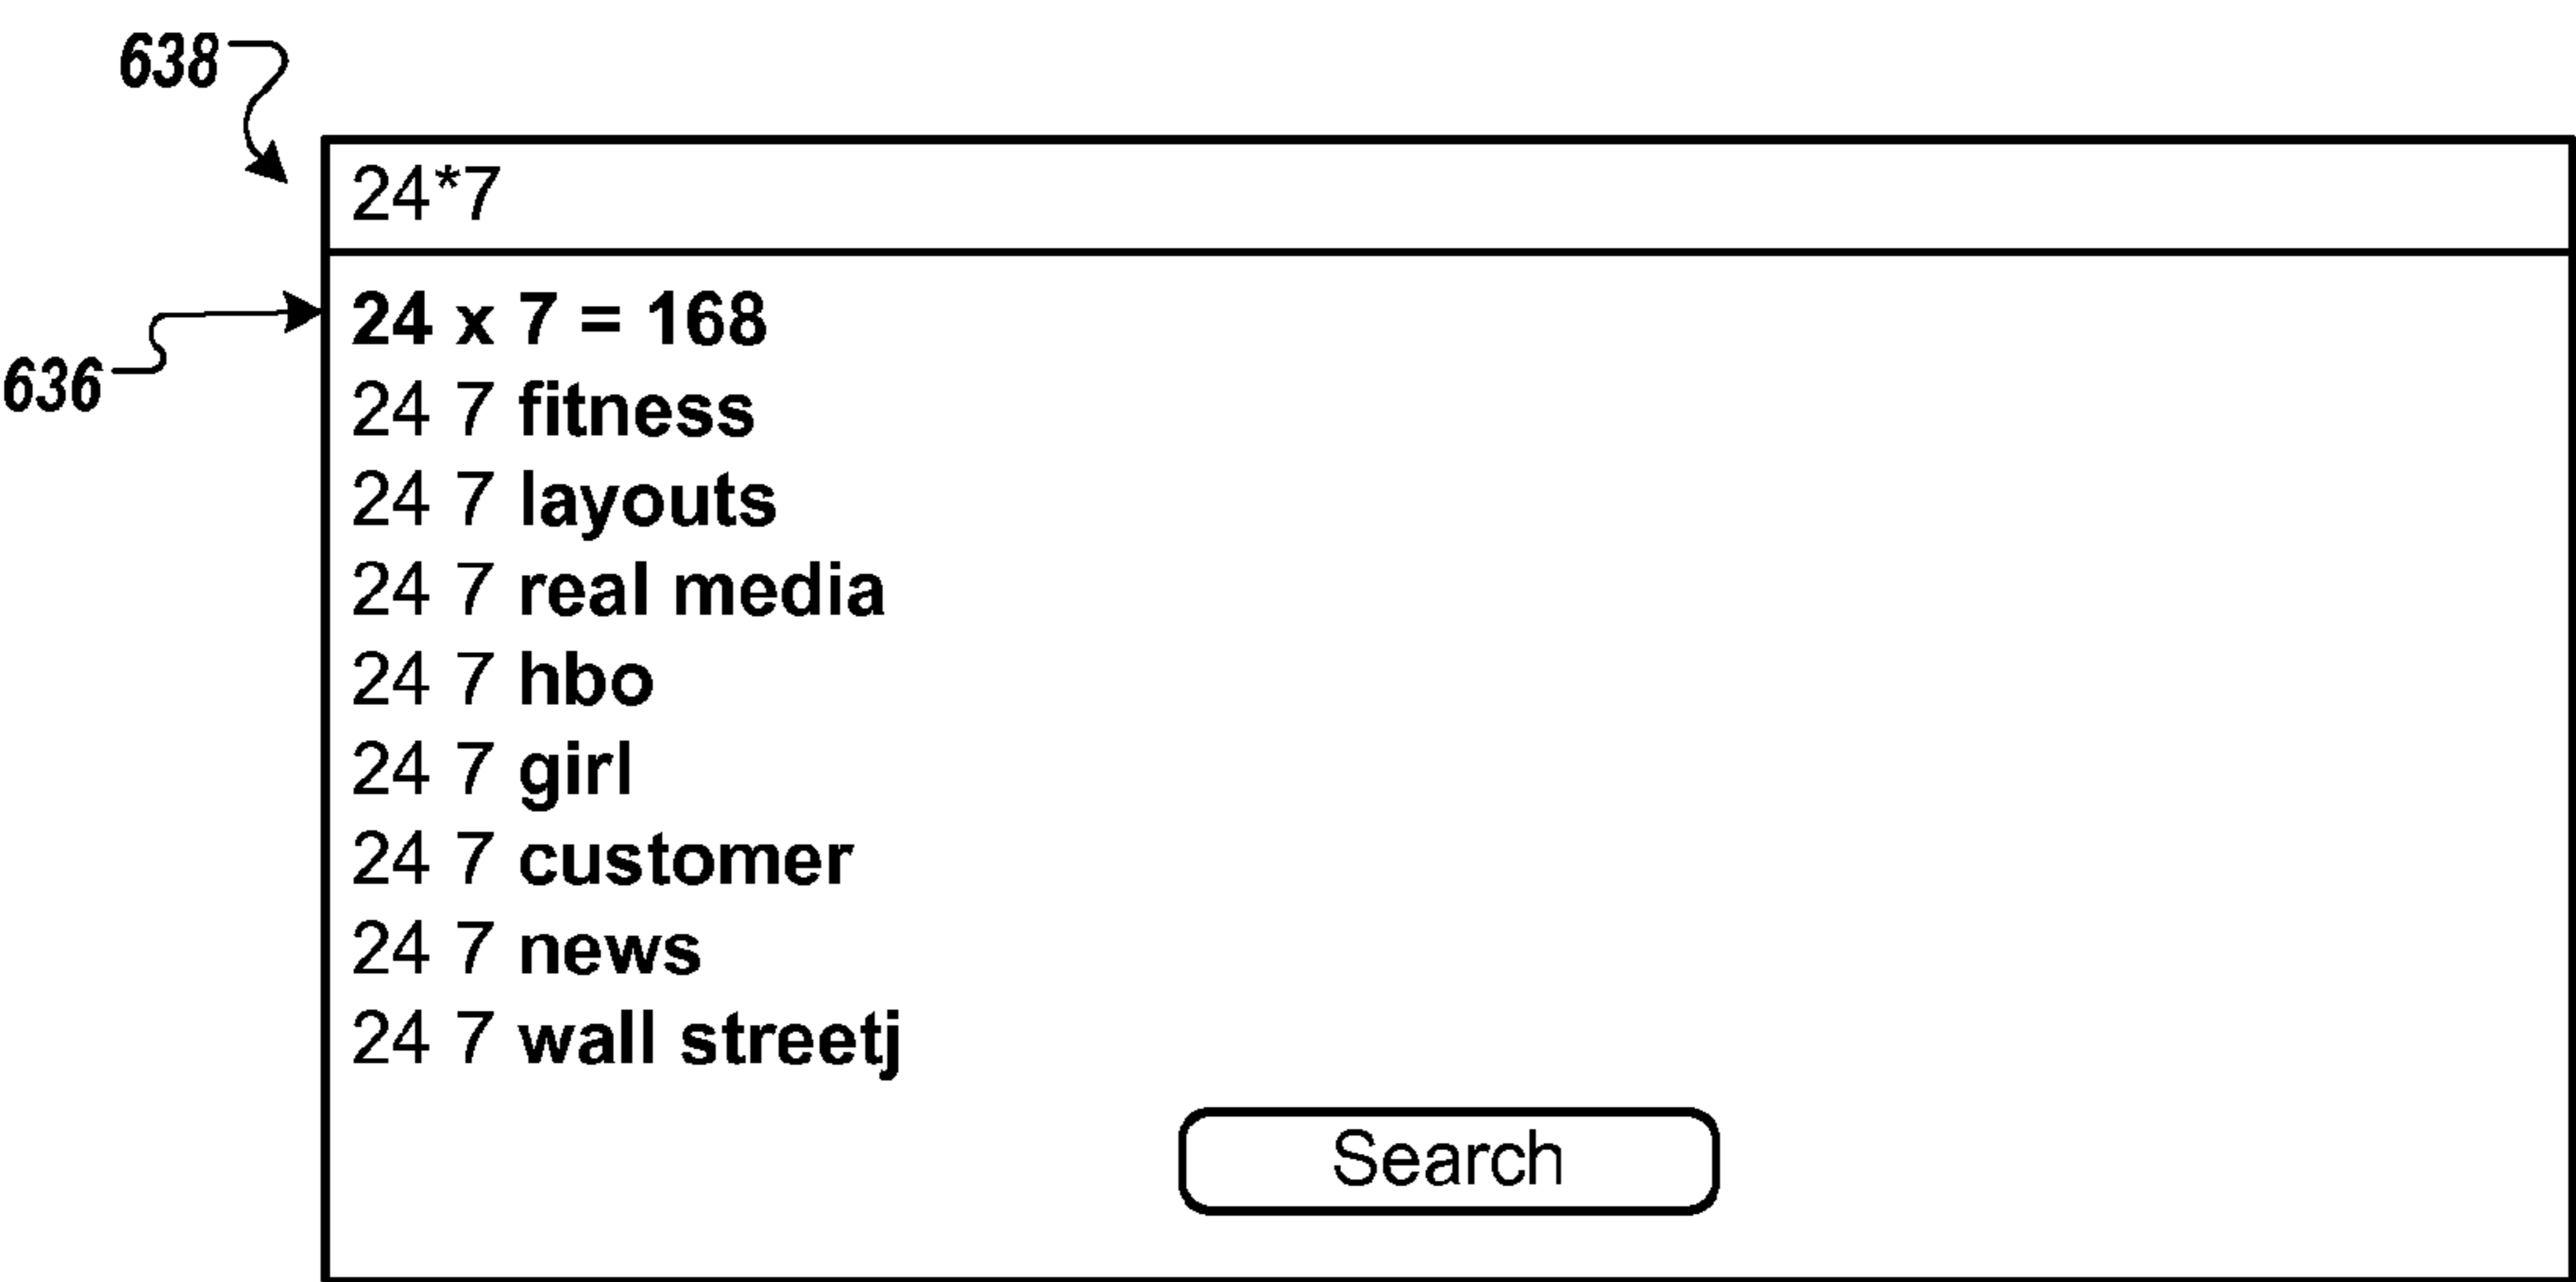 638
24*7
24 x 7 = 168
636
24 7 fitness
24 7 layouts
24 7 real media
24 7 hbo
24 7 girl
24 7 customer
24 7 news
24 7 wall streetj
Search